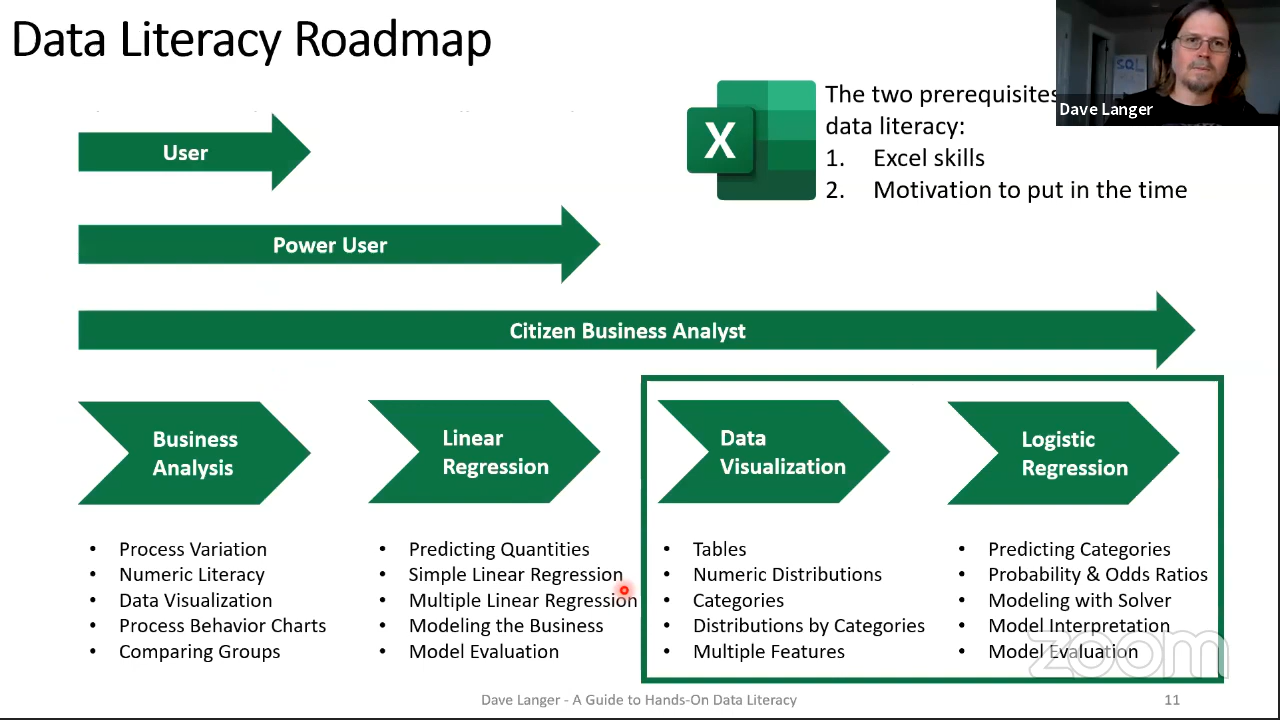 Data Literacy Roadmap
SQL
Dave Langer
X
The two prerequisites
data literacy:
1. Excel skills
2. Motivation to put in the time
User
Power User
Citizen Business Analyst
Business
Analysis
• Process Variation
• Numeric Literacy
• Data Visualization
• Process Behavior Charts
• Comparing Groups
Linear
Regression
• Predicting Quantities
• Simple Linear Regression
• Multiple Linear Regression
• Modeling the Business
• Model Evaluation
Data
Visualization
• Tables
• Numeric Distributions
• Categories
• Distributions by Categories
• Multiple Features
Logistic
Regression
• Predicting Categories
• Probability & Odds Ratios
• Modeling with Solver
• Model Interpretation
• Model Evaluation
zoom
Dave Langer - A Guide to Hands-On Data Literacy
11